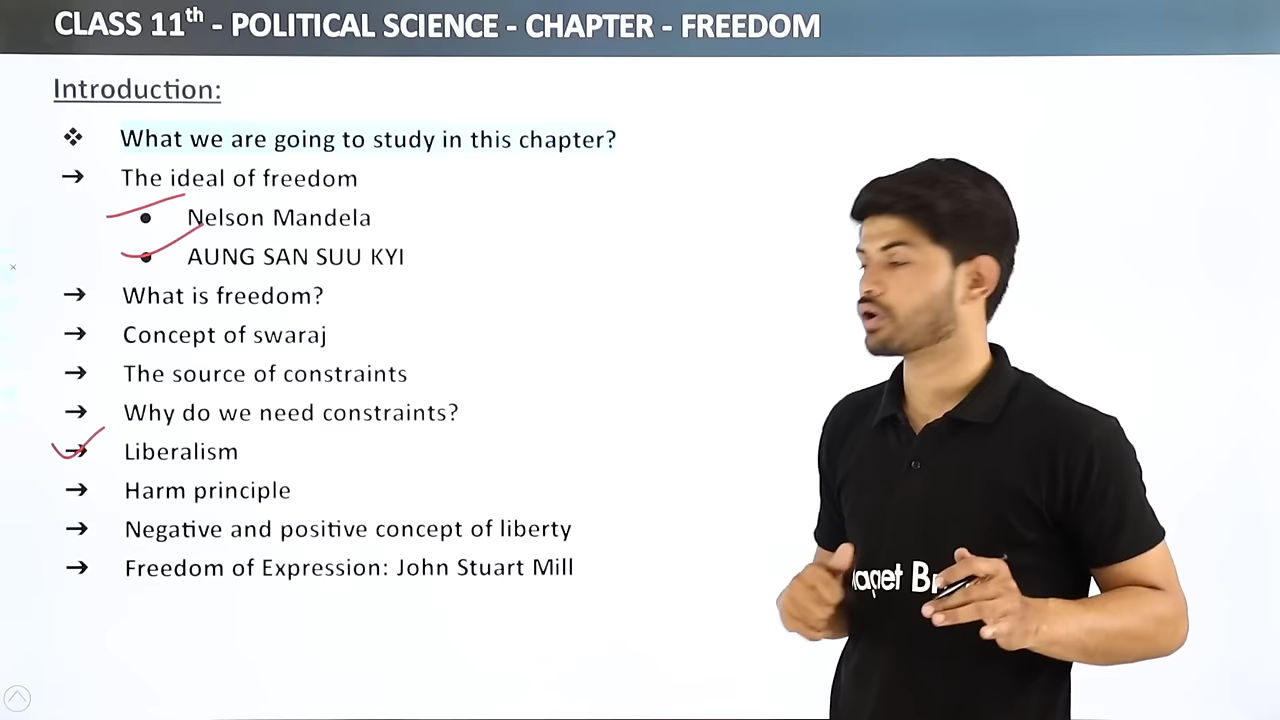 CLASS 11th - POLITICAL SCIENCE - CHAPTER - FREEDOM
Introduction:
❖ What we are going to study in this chapter?
→ The ideal of freedom
• Nelson Mandela
• AUNG SAN SUU KYI
→ What is freedom?
→ Concept of swaraj
→ The source of constraints
→ Why do we need constraints?
→ Liberalism
→ Harm principle
→ Negative and positive concept of liberty
→ Freedom of Expression: John Stuart Mill